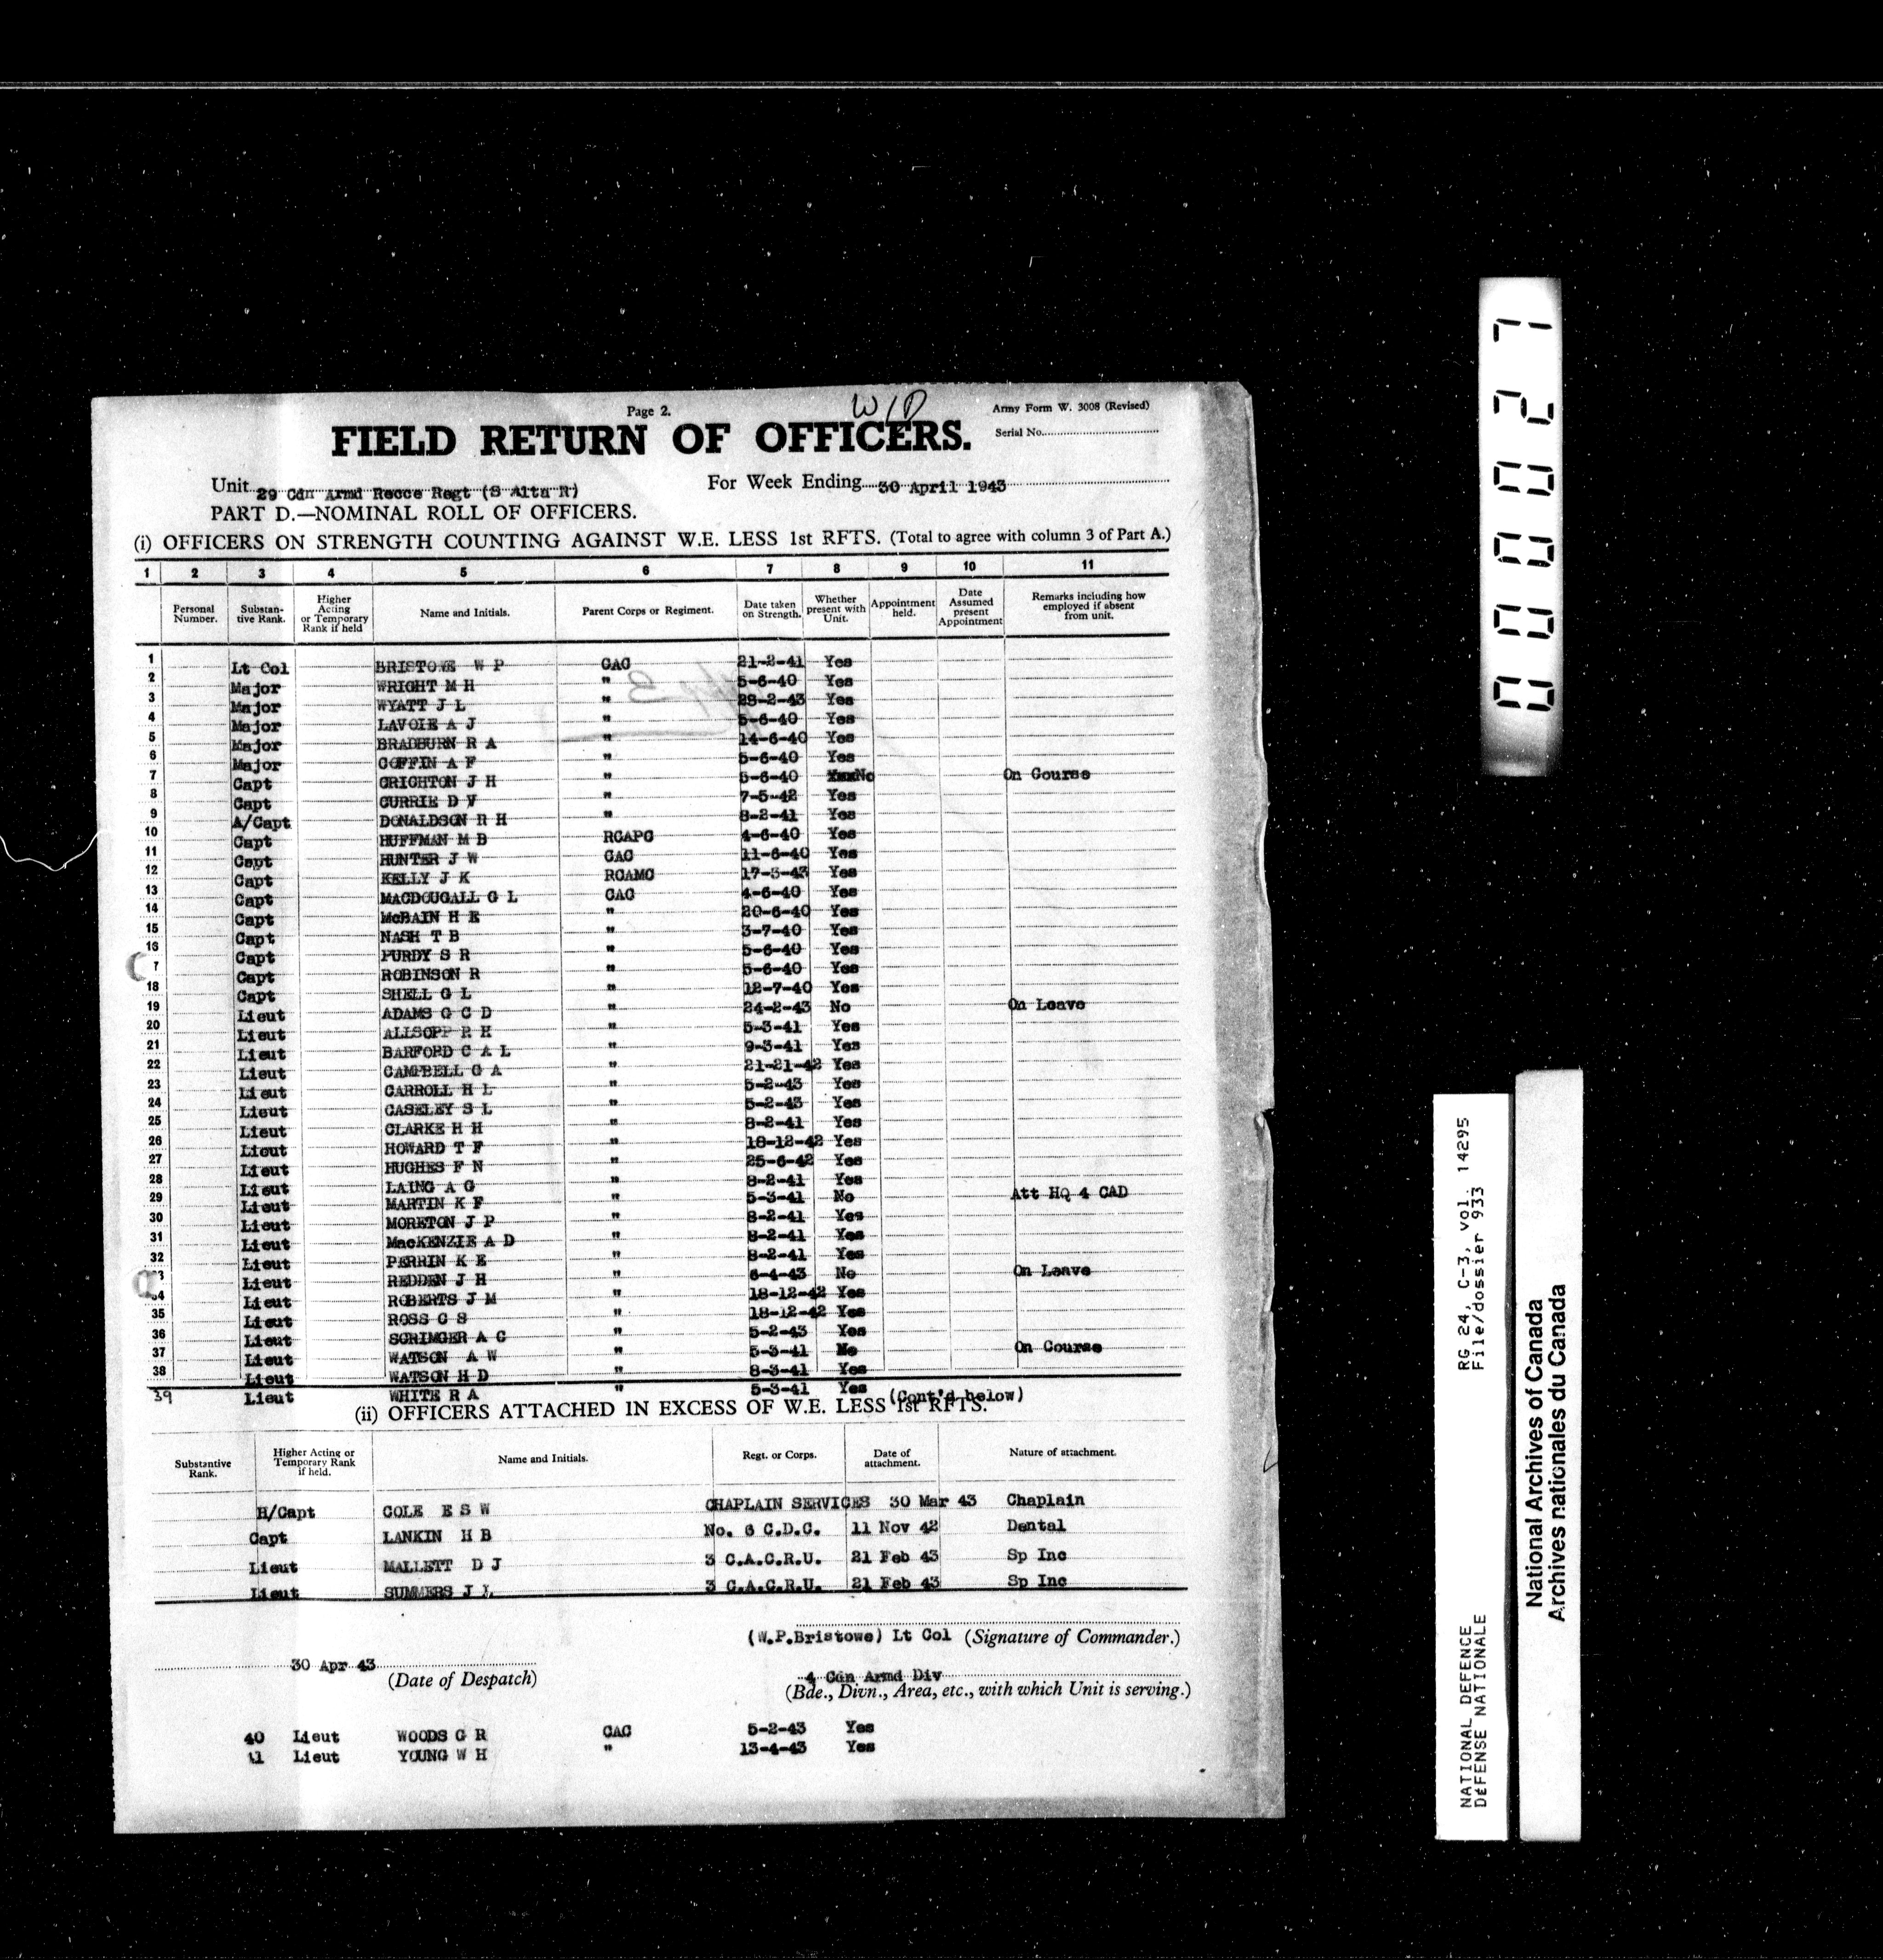 Page 2.
W/D
Army Form W. 3008 (Revised)
FIELD RETURN OF OFFICERS.
Serial No.
Unit 29 Cdn Armd Recce Regt (S Alta R) For Week Ending 30 April 1943
PART D.—NOMINAL ROLL OF OFFICERS.
(i) OFFICERS ON STRENGTH COUNTING AGAINST W.E. LESS 1st RFTS. (Total to agree with column 3 of Part A.)
1 2 3 4 5 6 7 8 9 10 11
Personal Number. Substan-tive Rank. Higher Acting or Temporary Rank if held Name and Initials. Parent Corps or Regiment. Date taken on Strength. Whether present with Unit. Appointment held. Date Assumed present Appointment Remarks including how employed if absent from unit.
1 Lt Col BRISTOWE W P CAC 21-2-41 Yes
2 Major WRIGHT M H " 5-6-40 Yes
3 Major WYATT J L " 28-2-43 Yes
4 Major LAVOIE A J " 5-6-40 Yes
5 Major BRADBURN R A " 14-6-40 Yes
6 Major COFFIN A F " 5-6-40 Yes
7 Capt CRICHTON J H " 5-6-40 No On Course
8 Capt CURRIE D V " 7-5-42 Yes
9 A/Capt DONALDSON R H " 8-2-41 Yes
10 Capt HUFFMAN M B RCAPC 4-6-40 Yes
11 Capt HUNTER J W CAC 11-6-40 Yes
12 Capt KELLY J K RCAMC 17-3-43 Yes
13 Capt MACDOUGALL G L CAC 4-6-40 Yes
14 Capt McBAIN H E " 20-6-40 Yes
15 Capt NASH T B " 3-7-40 Yes
16 Capt PURDY S R " 5-6-40 Yes
7 Capt ROBINSON R " 5-6-40 Yes
18 Capt SHELL G L " 12-7-40 Yes
19 Lieut ADAMS G C D " 24-2-43 No On Leave
20 Lieut ALLSOPP R H " 5-3-41 Yes
21 Lieut BARFORD C A L " 9-3-41 Yes
22 Lieut CAMPBELL G A " 21-21-42 Yes
23 Lieut CARROLL H L " 5-2-43 Yes
24 Lieut CASELEY S L " 5-2-43 Yes
25 Lieut CLARKE H H " 8-2-41 Yes
26 Lieut HOWARD T F " 18-12-42 Yes
27 Lieut HUGHES F N " 25-6-42 Yes
28 Lieut LAING A G " 8-2-41 Yes
29 Lieut MARTIN K F " 5-3-41 No Att HQ 4 CAD
30 Lieut MORETON J P " 8-2-41 Yes
31 Lieut MacKENZIE A D " 8-2-41 Yes
32 Lieut PERRIN K E " 8-2-41 Yes
3 Lieut REDDEN J H " 6-4-43 No On Leave
34 Lieut ROBERTS J M " 18-12-42 Yes
35 Lieut ROSS C S " 18-12-42 Yes
36 Lieut SCRIMGER A C " 5-2-43 Yes
37 Lieut WATSON A W " 5-3-41 No On Course
38 Lieut WATSON H D " 8-3-41 Yes
39 Lieut WHITE R A " 5-3-41 Yes (Cont'd below)
(ii) OFFICERS ATTACHED IN EXCESS OF W.E. LESS 1st RFTS.
Substantive Rank. Higher Acting or Temporary Rank if held. Name and Initials. Regt. or Corps. Date of attachment. Nature of attachment.
H/Capt COLE E S W CHAPLAIN SERVICES 30 Mar 43 Chaplain
Capt LANKIN H B No. 6 C.D.C. 11 Nov 42 Dental
Lieut MALLETT D J 3 C.A.C.R.U. 21 Feb 43 Sp Inc
Lieut SUMMERS J L 3 C.A.C.R.U. 21 Feb 43 Sp Inc
(W.P.Bristowe) Lt Col (Signature of Commander.)
30 Apr 43
(Date of Despatch)
4 Cdn Armd Div
(Bde., Divn., Area, etc., with which Unit is serving.)
40 Lieut WOODS G R CAC 5-2-43 Yes
41 Lieut YOUNG W H " 13-4-43 Yes
000027
NATIONAL DEFENCE RG 24, C-3, vol. 14295
DÉFENSE NATIONALE File/dossier 933
National Archives of Canada
Archives nationales du Canada